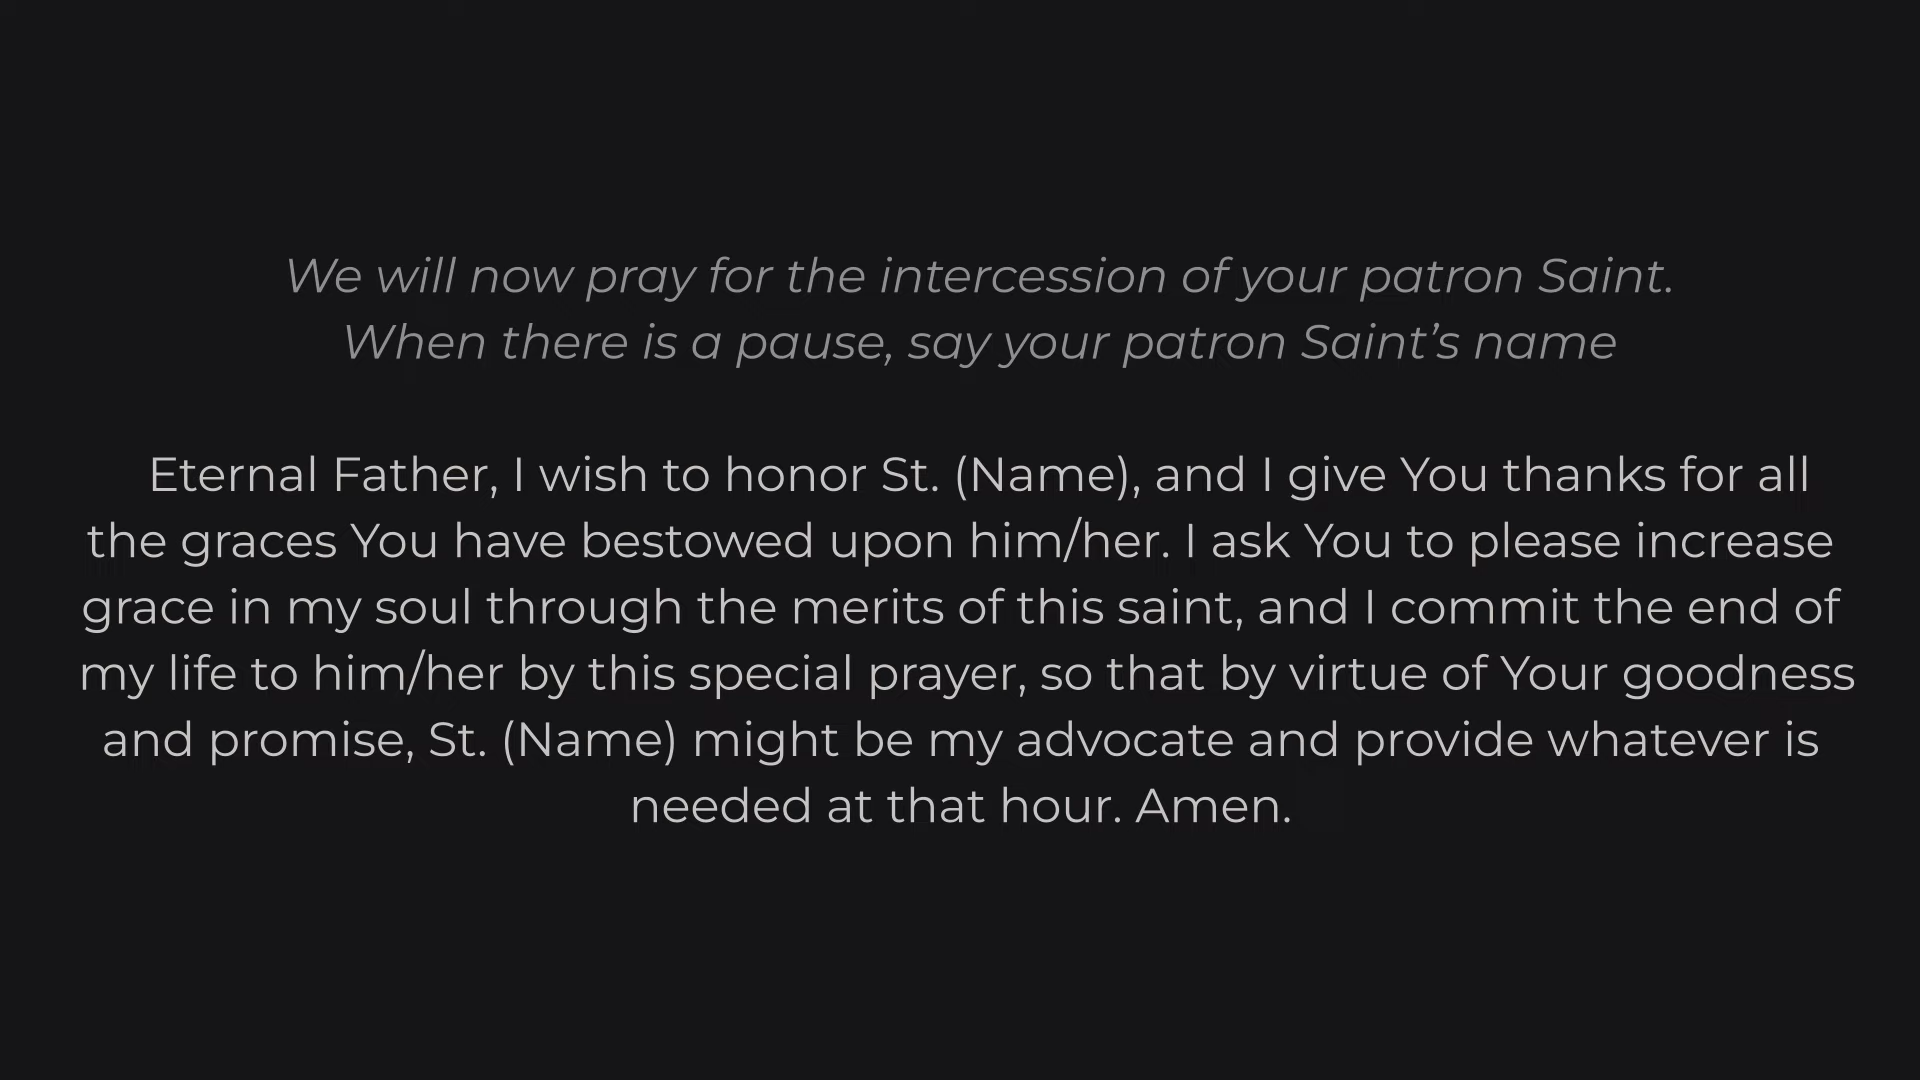 We will now pray for the intercession of your patron Saint.
When there is a pause, say your patron Saint’s name
Eternal Father, I wish to honor St. (Name), and I give You thanks for all
the graces You have bestowed upon him/her. I ask You to please increase
grace in my soul through the merits of this saint, and I commit the end of
my life to him/her by this special prayer, so that by virtue of Your goodness
and promise, St. (Name) might be my advocate and provide whatever is
needed at that hour. Amen.